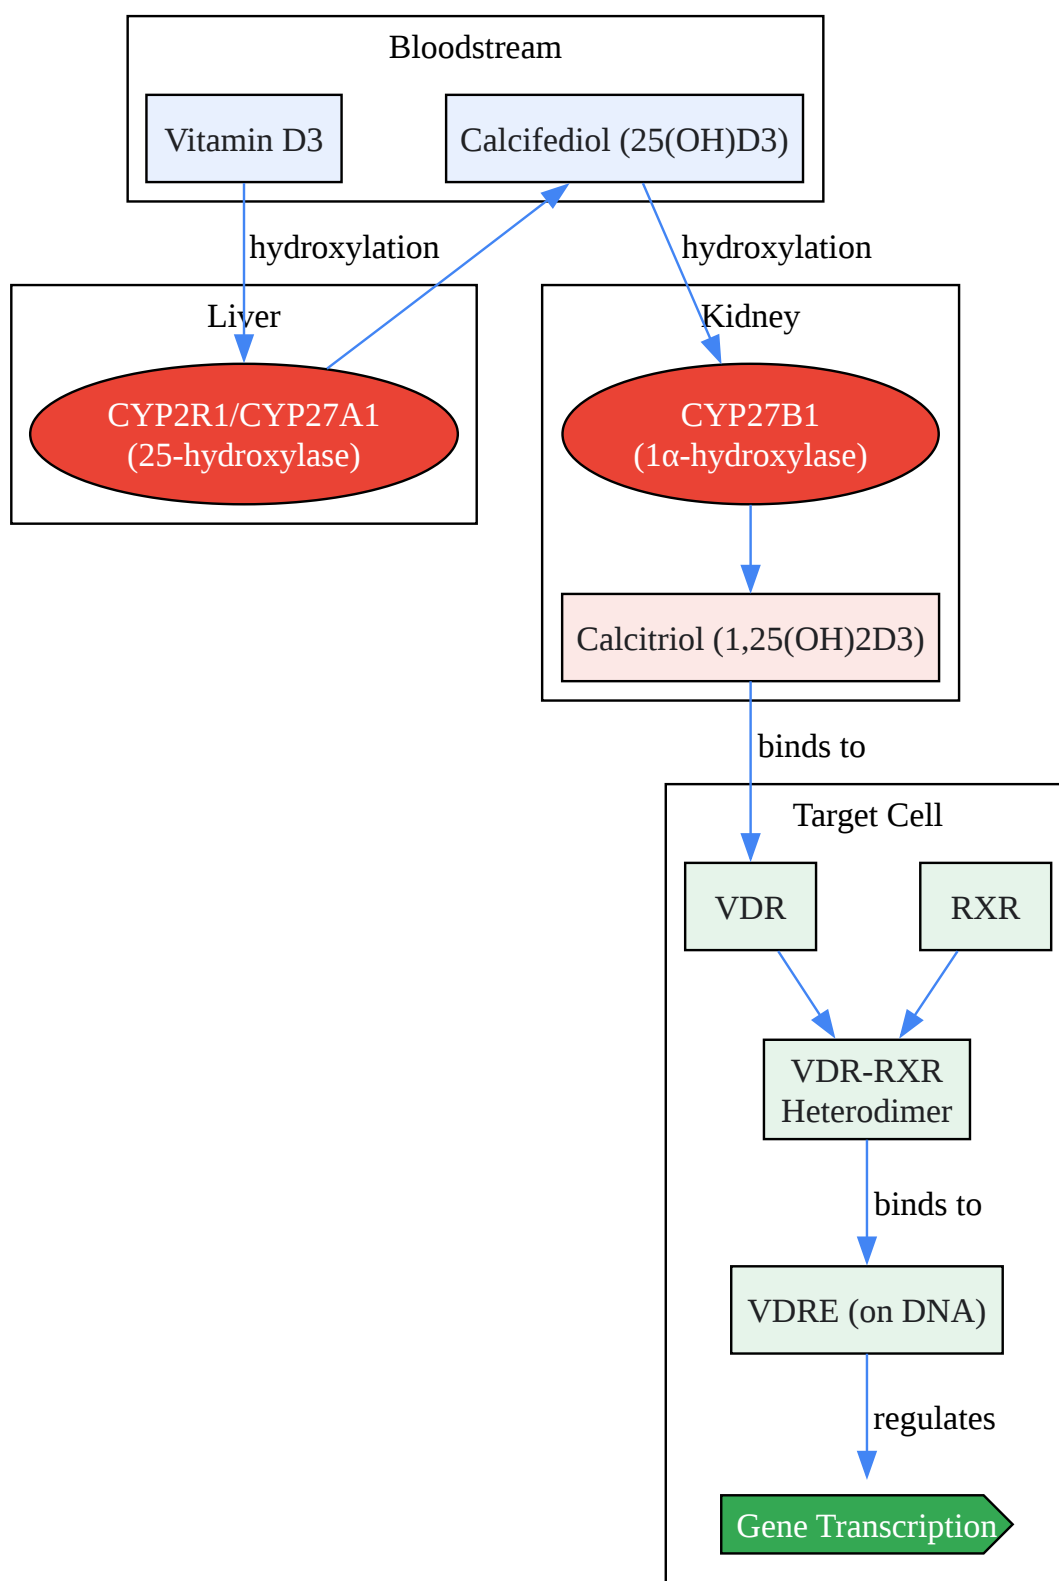 Bloodstream
Vitamin D3
Calcifediol (25(OH)D3)
hydroxylation
hydroxylation
Liver
Kidney
CYP2R1/CYP27A1
(25-hydroxylase)
CYP27B1
(1α-hydroxylase)
Calcitriol (1,25(OH)2D3)
binds to
Target Cell
VDR
RXR
VDR-RXR
Heterodimer
binds to
VDRE (on DNA)
regulates
Gene Transcription